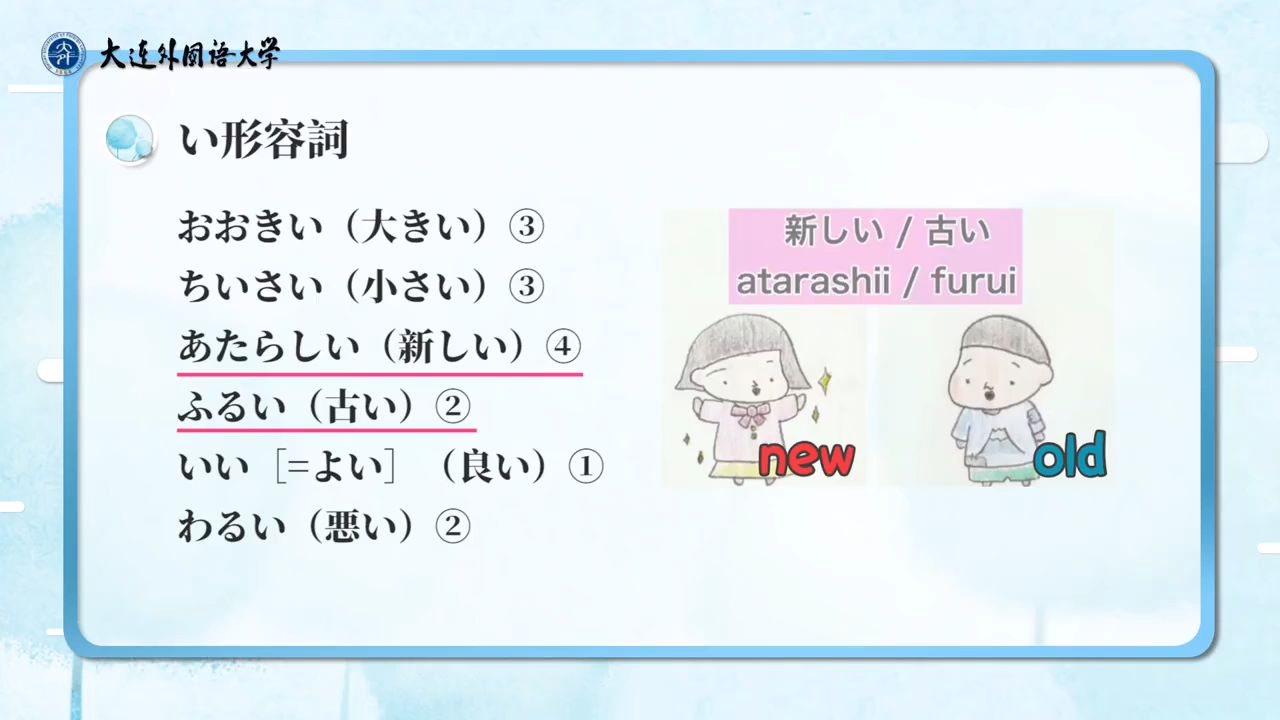 大连外国语大学
い形容詞
おおきい（大きい）③
ちいさい（小さい）③
あたらしい（新しい）④
ふるい（古い）②
いい［=よい］（良い）①
わるい（悪い）②
新しい / 古い
atarashii / furui
new
old